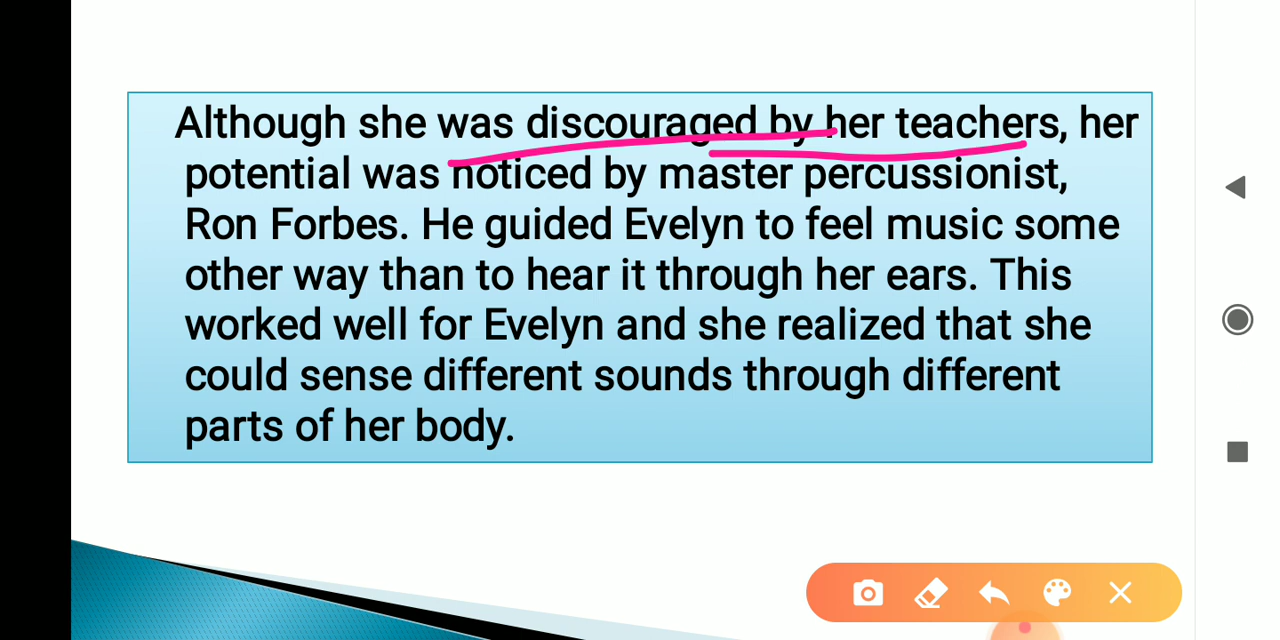 Although she was discouraged by her teachers, her
potential was noticed by master percussionist,
Ron Forbes. He guided Evelyn to feel music some
other way than to hear it through her ears. This
worked well for Evelyn and she realized that she
could sense different sounds through different
parts of her body.